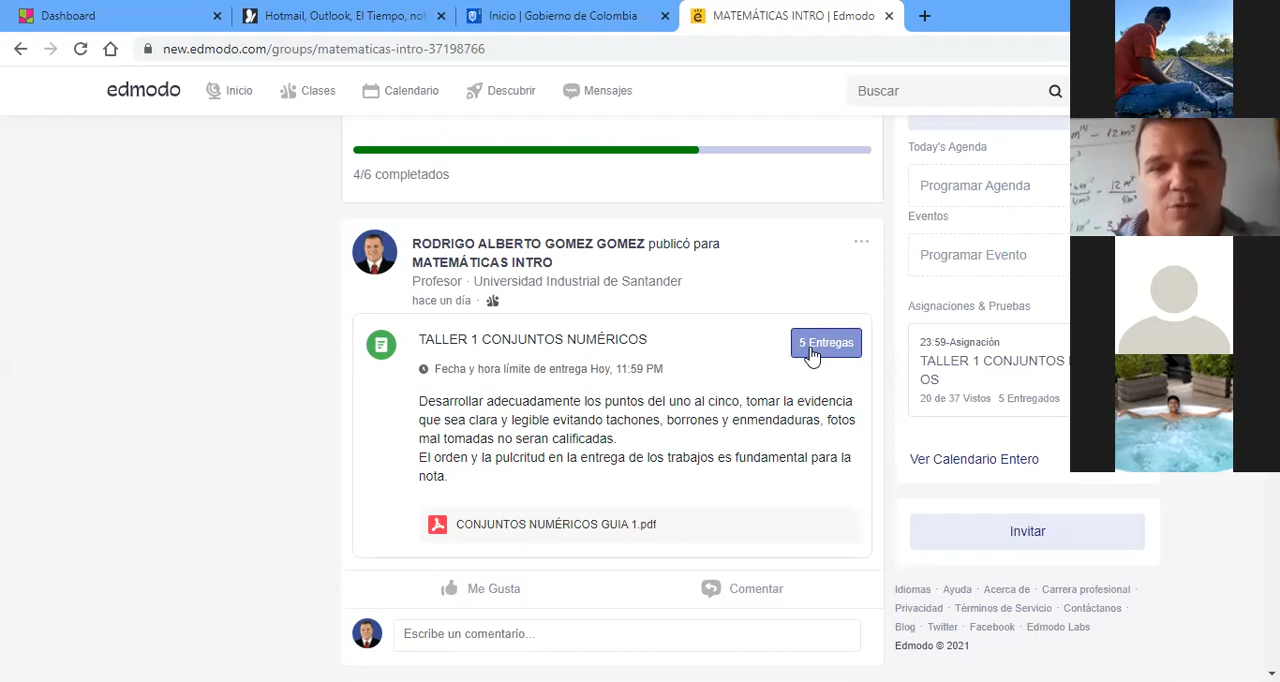 Dashboard
Hotmail, Outlook, El Tiempo, not
Inicio | Gobierno de Colombia
MATEMÁTICAS INTRO | Edmodo
new.edmodo.com/groups/matematicas-intro-37198766
edmodo
Inicio
Clases
Calendario
Descubrir
Mensajes
Buscar
4/6 completados
RODRIGO ALBERTO GOMEZ GOMEZ publicó para
MATEMÁTICAS INTRO
Profesor · Universidad Industrial de Santander
hace un día ·
TALLER 1 CONJUNTOS NUMÉRICOS
5 Entregas
Fecha y hora límite de entrega Hoy, 11:59 PM
Desarrollar adecuadamente los puntos del uno al cinco, tomar la evidencia
que sea clara y legible evitando tachones, borrones y enmendaduras, fotos
mal tomadas no seran calificadas.
El orden y la pulcritud en la entrega de los trabajos es fundamental para la
nota.
CONJUNTOS NUMÉRICOS GUIA 1.pdf
Me Gusta
Comentar
Escribe un comentario...
Today's Agenda
Programar Agenda
Eventos
Programar Evento
Asignaciones & Pruebas
23:59-Asignación
TALLER 1 CONJUNTOS
OS
20 de 37 Vistos 5 Entregados
Ver Calendario Entero
Invitar
Idiomas · Ayuda · Acerca de · Carrera profesional ·
Privacidad · Términos de Servicio · Contáctanos ·
Blog · Twitter · Facebook · Edmodo Labs
Edmodo © 2021